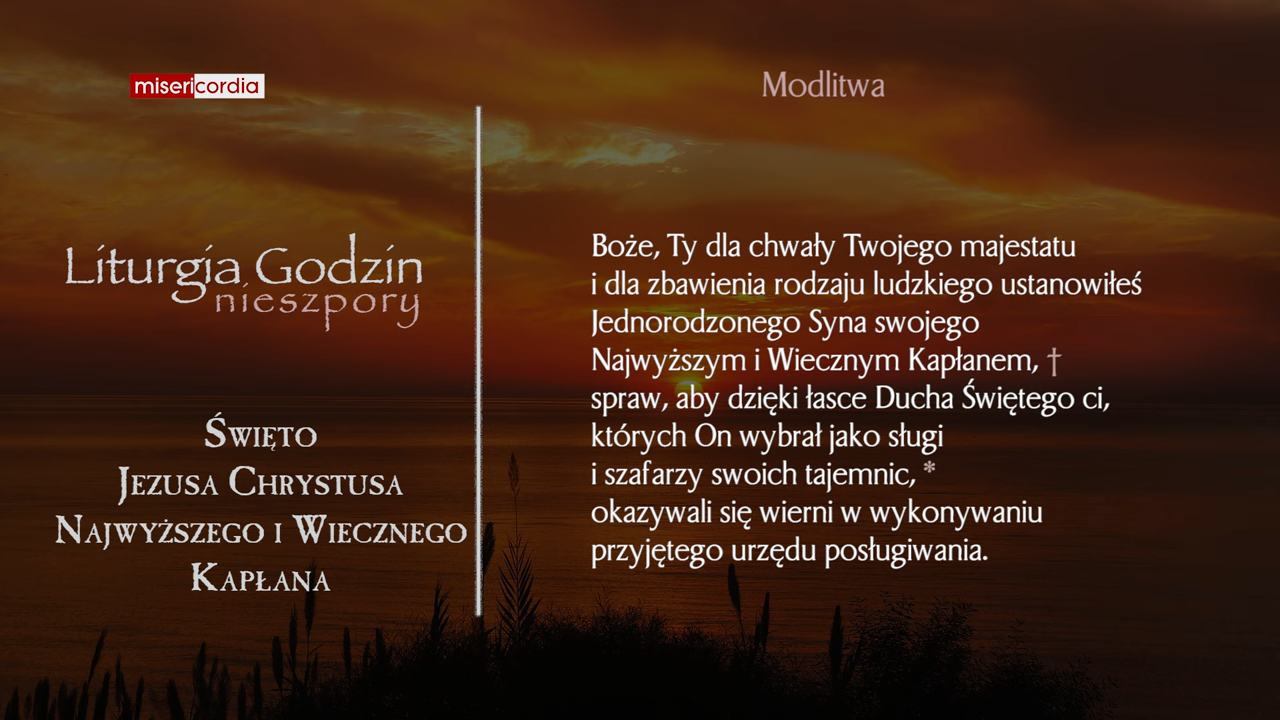 misericordia
Liturgia Godzin
nieszpory
Święto
Jezusa Chrystusa
Najwyższego i Wiecznego
Kapłana
Modlitwa
Boże, Ty dla chwały Twojego majestatu
i dla zbawienia rodzaju ludzkiego ustanowiłeś
Jednorodzonego Syna swojego
Najwyższym i Wiecznym Kapłanem, †
spraw, aby dzięki łasce Ducha Świętego ci,
których On wybrał jako sługi
i szafarzy swoich tajemnic, *
okazywali się wierni w wykonywaniu
przyjętego urzędu posługiwania.